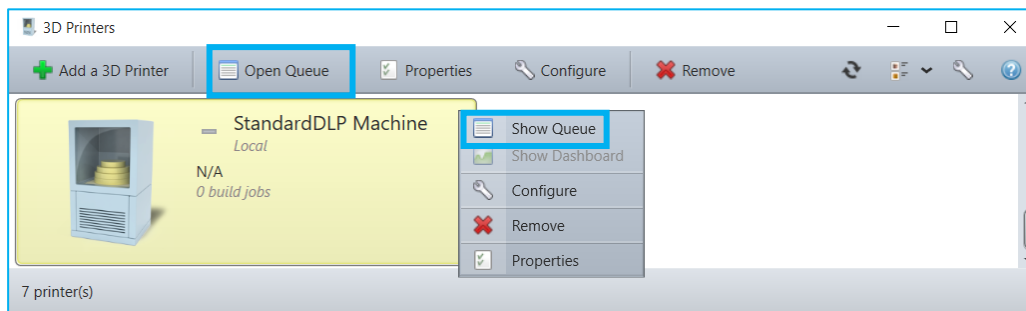 3D Printers
Add a 3D Printer
Open Queue
Properties
Configure
Remove
StandardDLP Machine
Local
N/A
0 build jobs
Show Queue
Show Dashboard
Configure
Remove
Properties
7 printer(s)